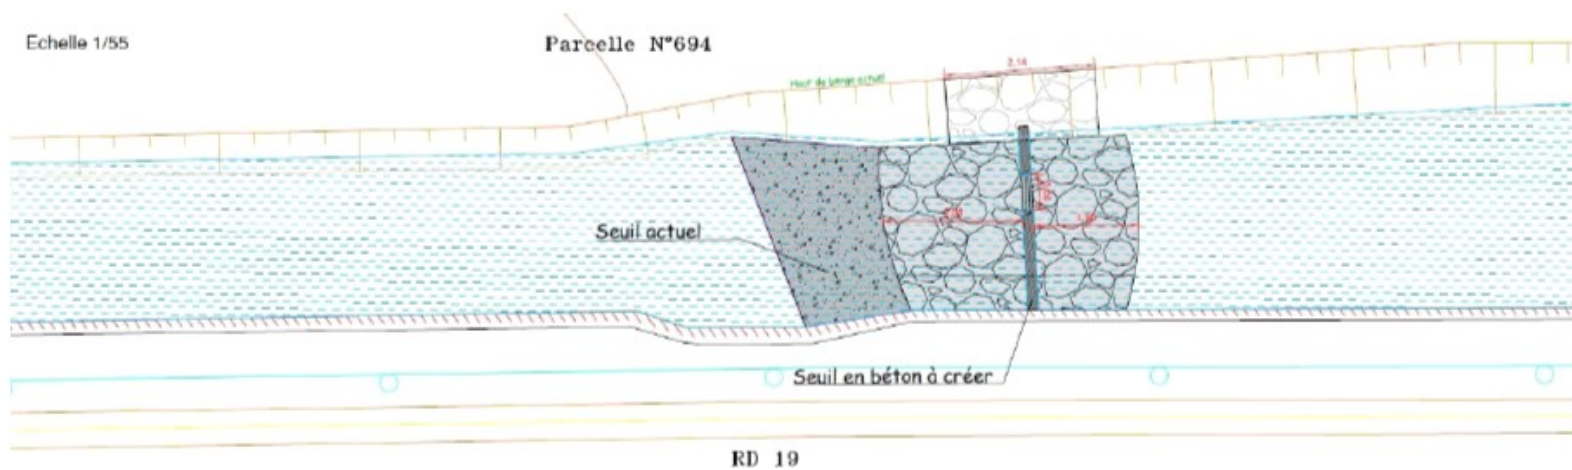 Echelle 1/55
Parcelle N°694
2,14
Haut de berge actuel
Seuil actuel
Seuil en béton à créer
RD 19